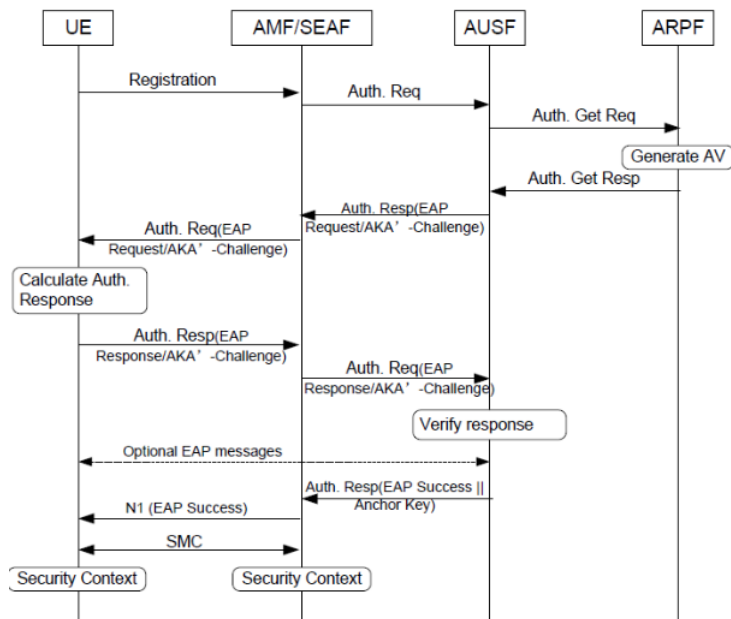 UE
AMF/SEAF
AUSF
ARPF
Registration
Auth. Req
Auth. Get Req
Generate AV
Auth. Get Resp
Auth. Resp(EAP
Request/AKA’-Challenge)
Auth. Req(EAP
Request/AKA’-Challenge)
Calculate Auth.
Response
Auth. Resp(EAP
Response/AKA’-Challenge)
Auth. Req(EAP
Response/AKA’-Challenge)
Verify response
Optional EAP messages
Auth. Resp(EAP Success ||
Anchor Key)
N1 (EAP Success)
SMC
Security Context
Security Context